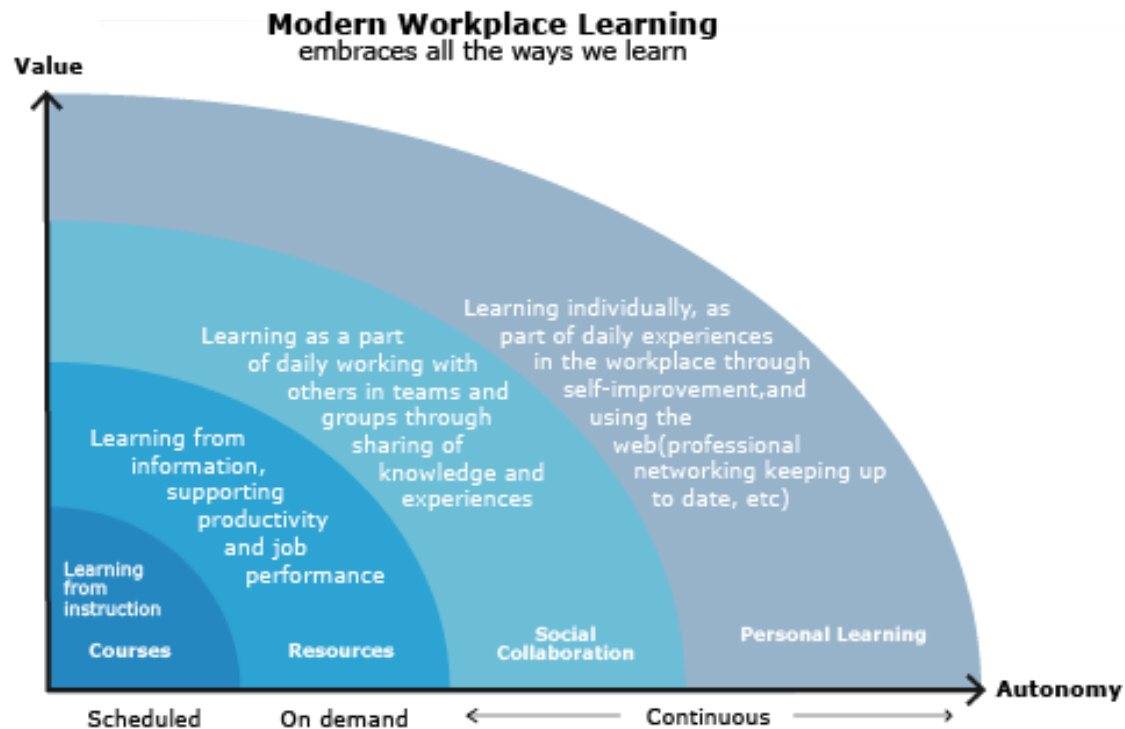 Modern Workplace Learning
embraces all the ways we learn
Value
Learning individually, as
part of daily experiences
in the workplace through
self-improvement,and
using the
web(professional
networking keeping up
to date, etc)
Learning as a part
of daily working with
others in teams and
groups through
sharing of
knowledge and
experiences
Learning from
information,
supporting
productivity
and job
performance
Learning
from
instruction
Courses
Resources
Social
Collaboration
Personal Learning
Autonomy
Scheduled
On demand
Continuous